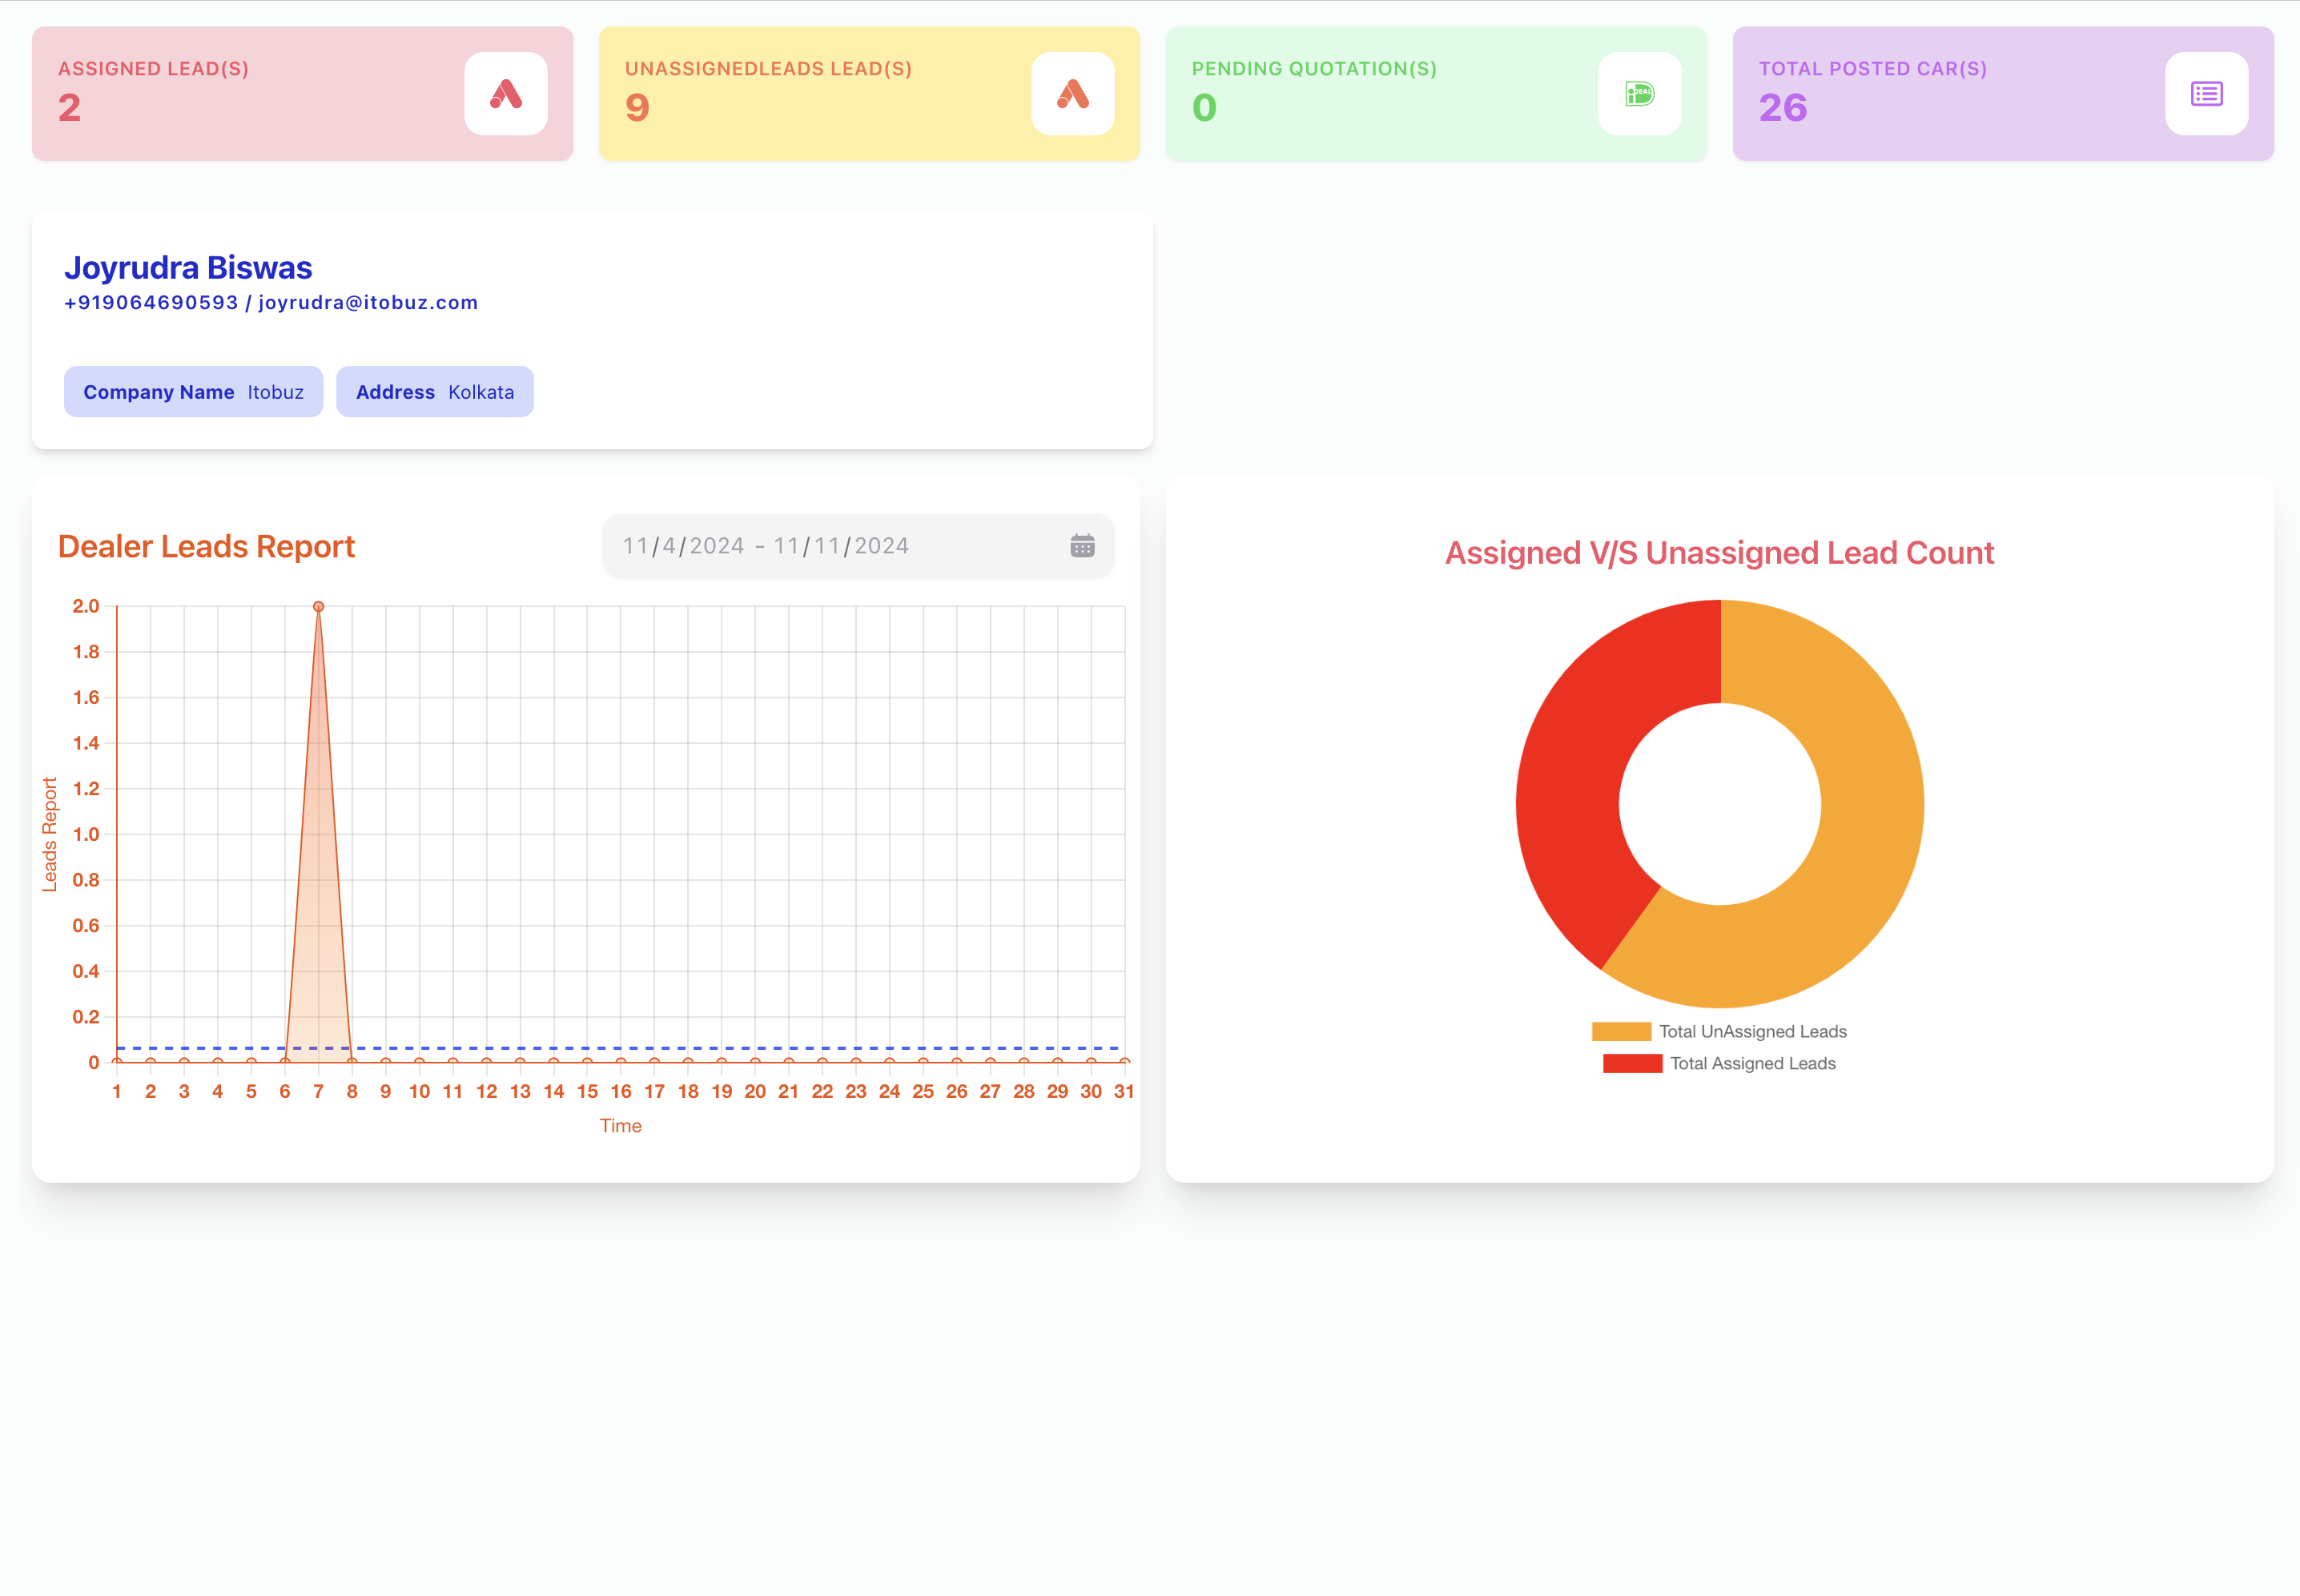 ASSIGNED LEAD(S)
2
UNASSIGNEDLEADS LEAD(S)
9
PENDING QUOTATION(S)
0
DEAL
TOTAL POSTED CAR(S)
26
Joyrudra Biswas
+919064690593 / joyrudra@itobuz.com
Company Name Itobuz
Address Kolkata
Dealer Leads Report
11/4/2024 - 11/11/2024
2.0
1.8
1.6
1.4
1.2
1.0
0.8
0.6
0.4
0.2
0
Leads Report
1 2 3 4 5 6 7 8 9 10 11 12 13 14 15 16 17 18 19 20 21 22 23 24 25 26 27 28 29 30 31
Time
Assigned V/S Unassigned Lead Count
Total UnAssigned Leads
Total Assigned Leads